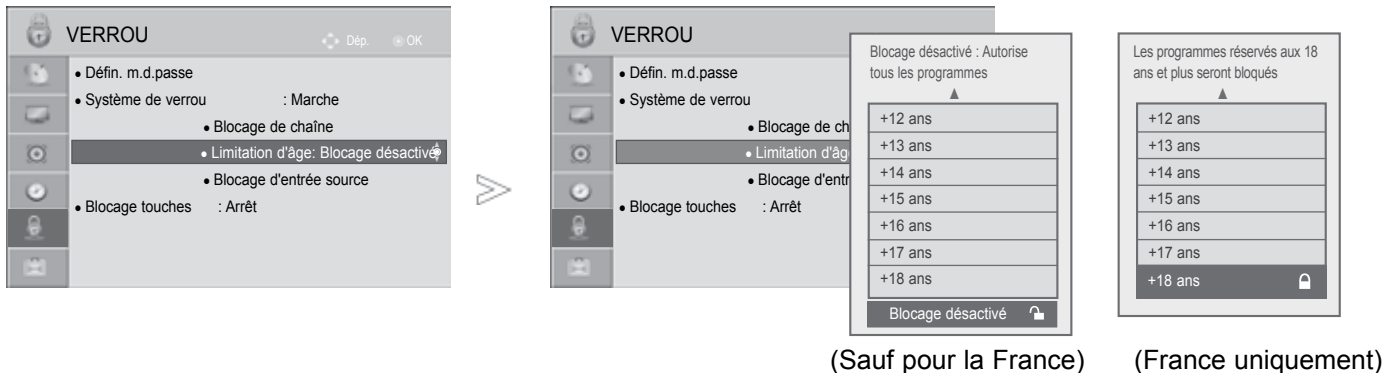 VERROU
Dép. OK
• Défin. m.d.passe
• Système de verrou : Marche
• Blocage de chaîne
• Limitation d'âge: Blocage désactivé
• Blocage d'entrée source
• Blocage touches : Arrêt
VERROU
• Défin. m.d.passe
• Système de verrou
• Blocage de ch
• Limitation d'âg
• Blocage d'entr
• Blocage touches : Arrêt
Blocage désactivé : Autorise
tous les programmes
+12 ans
+13 ans
+14 ans
+15 ans
+16 ans
+17 ans
+18 ans
Blocage désactivé
(Sauf pour la France)
Les programmes réservés aux 18
ans et plus seront bloqués
+12 ans
+13 ans
+14 ans
+15 ans
+16 ans
+17 ans
+18 ans
(France uniquement)